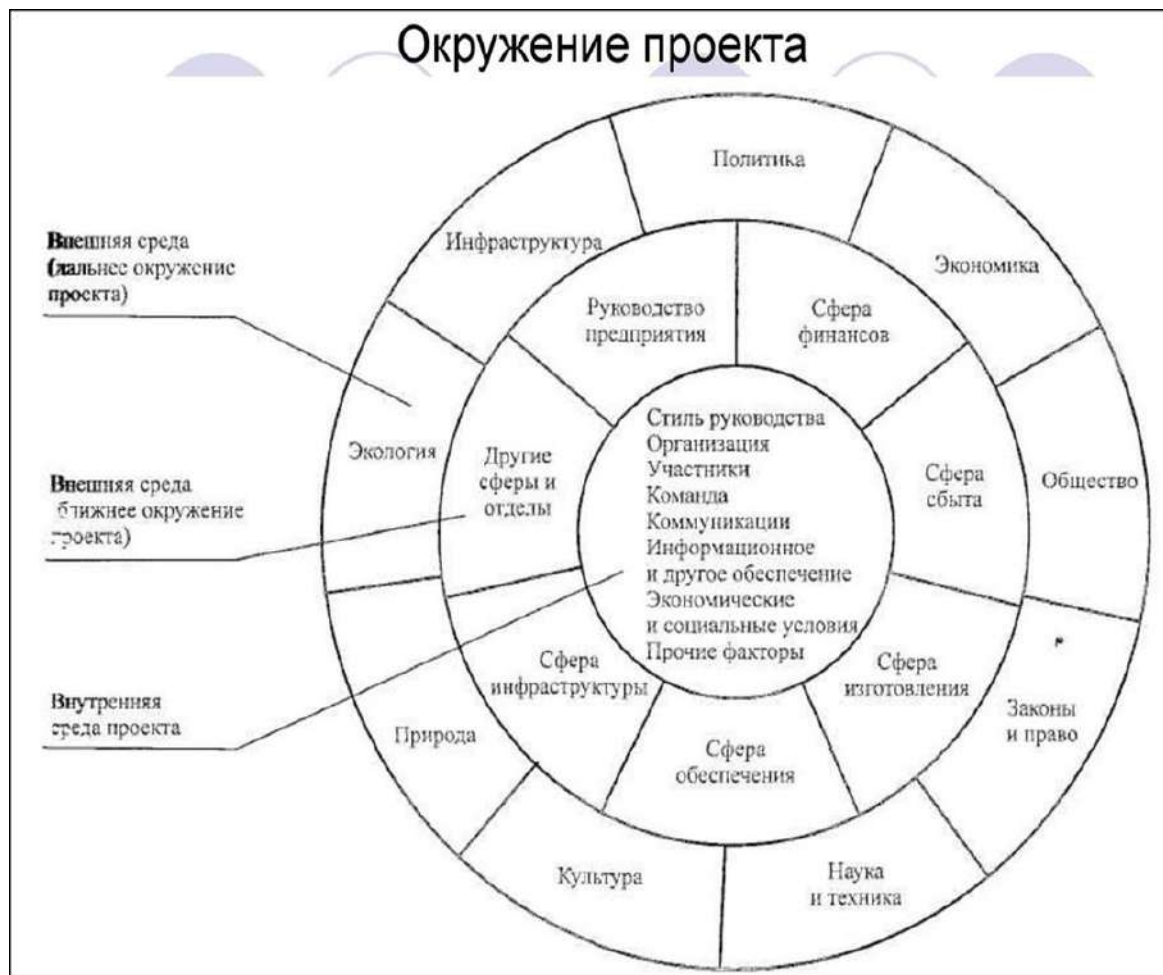 Окружение проекта
Политика
Инфраструктура
Экономика
Внешняя среда
(дальнее окружение
проекта)
Руководство
предприятия
Сфера
финансов
Стиль руководства
Организация
Участники
Команда
Коммуникации
Информационное
и другое обеспечение
Экономические
и социальные условия
Прочие факторы
Экология
Другие
сферы и
отделы
Сфера
сбыта
Общество
Внешняя среда
ближнее окружение
проекта)
Сфера
инфраструктуры
Сфера
изготовления
Внутренняя
среда проекта
Природа
Сфера
обеспечения
Законы
и право
Культура
Наука
и техника